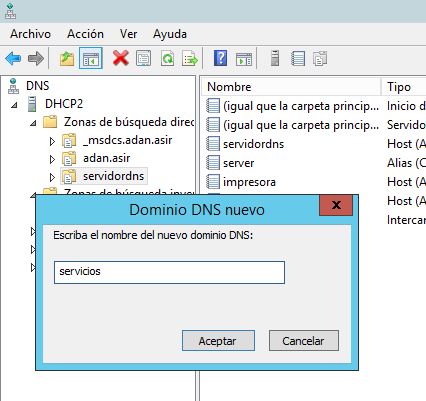 Archivo Acción Ver Ayuda
DNS
DHCP2
Zonas de búsqueda direc
_msdcs.adan.asir
adan.asir
servidordns
Zonas de búsqueda inve
Nombre Tipo
(igual que la carpeta princip... Inicio d
(igual que la carpeta princip... Servido
servidordns Host (A
server Alias (C
impresora Host (A
Host (A
Intercar
Dominio DNS nuevo
Escriba el nombre del nuevo dominio DNS:
servicios
Aceptar Cancelar